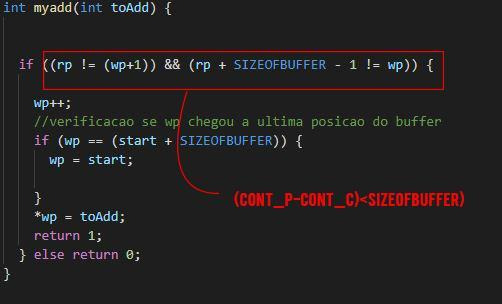 int myadd(int toAdd) {
if ((rp != (wp+1)) && (rp + SIZEOFBUFFER - 1 != wp)) {
wp++;
//verificacao se wp chegou a ultima posicao do buffer
if (wp == (start + SIZEOFBUFFER)) {
wp = start;
}
*wp = toAdd;
return 1;
} else return 0;
}
(CONT_P-CONT_C)<SIZEOFBUFFER)